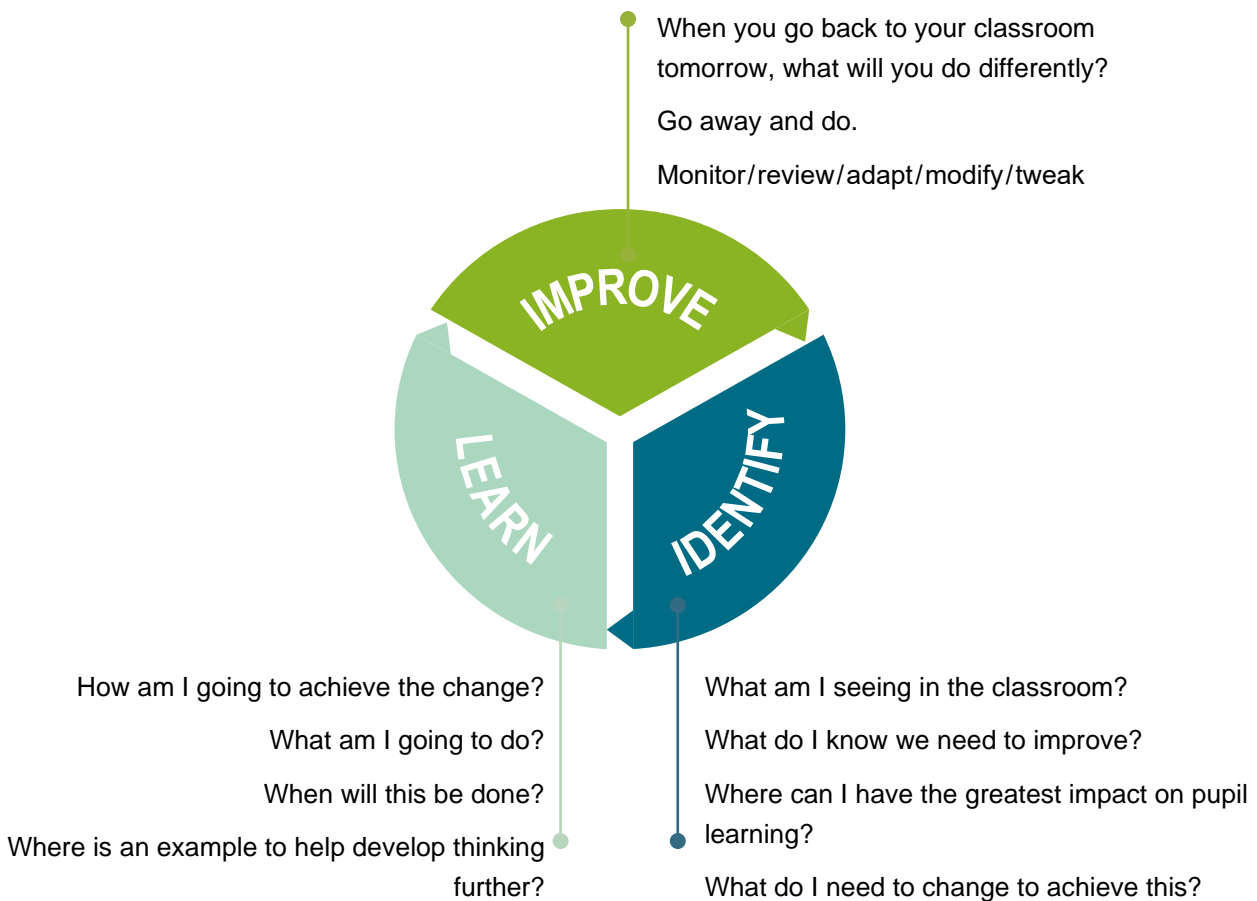 When you go back to your classroom
tomorrow, what will you do differently?
Go away and do.
Monitor/review/adapt/modify/tweak
IMPROVE
LEARN
IDENTIFY
How am I going to achieve the change?
What am I going to do?
When will this be done?
Where is an example to help develop thinking
further?
What am I seeing in the classroom?
What do I know we need to improve?
Where can I have the greatest impact on pupil
learning?
What do I need to change to achieve this?